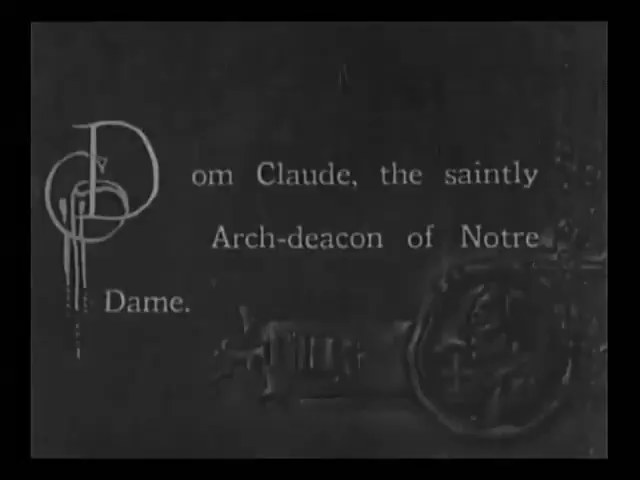 Dom Claude, the saintly
Arch-deacon of Notre
Dame.